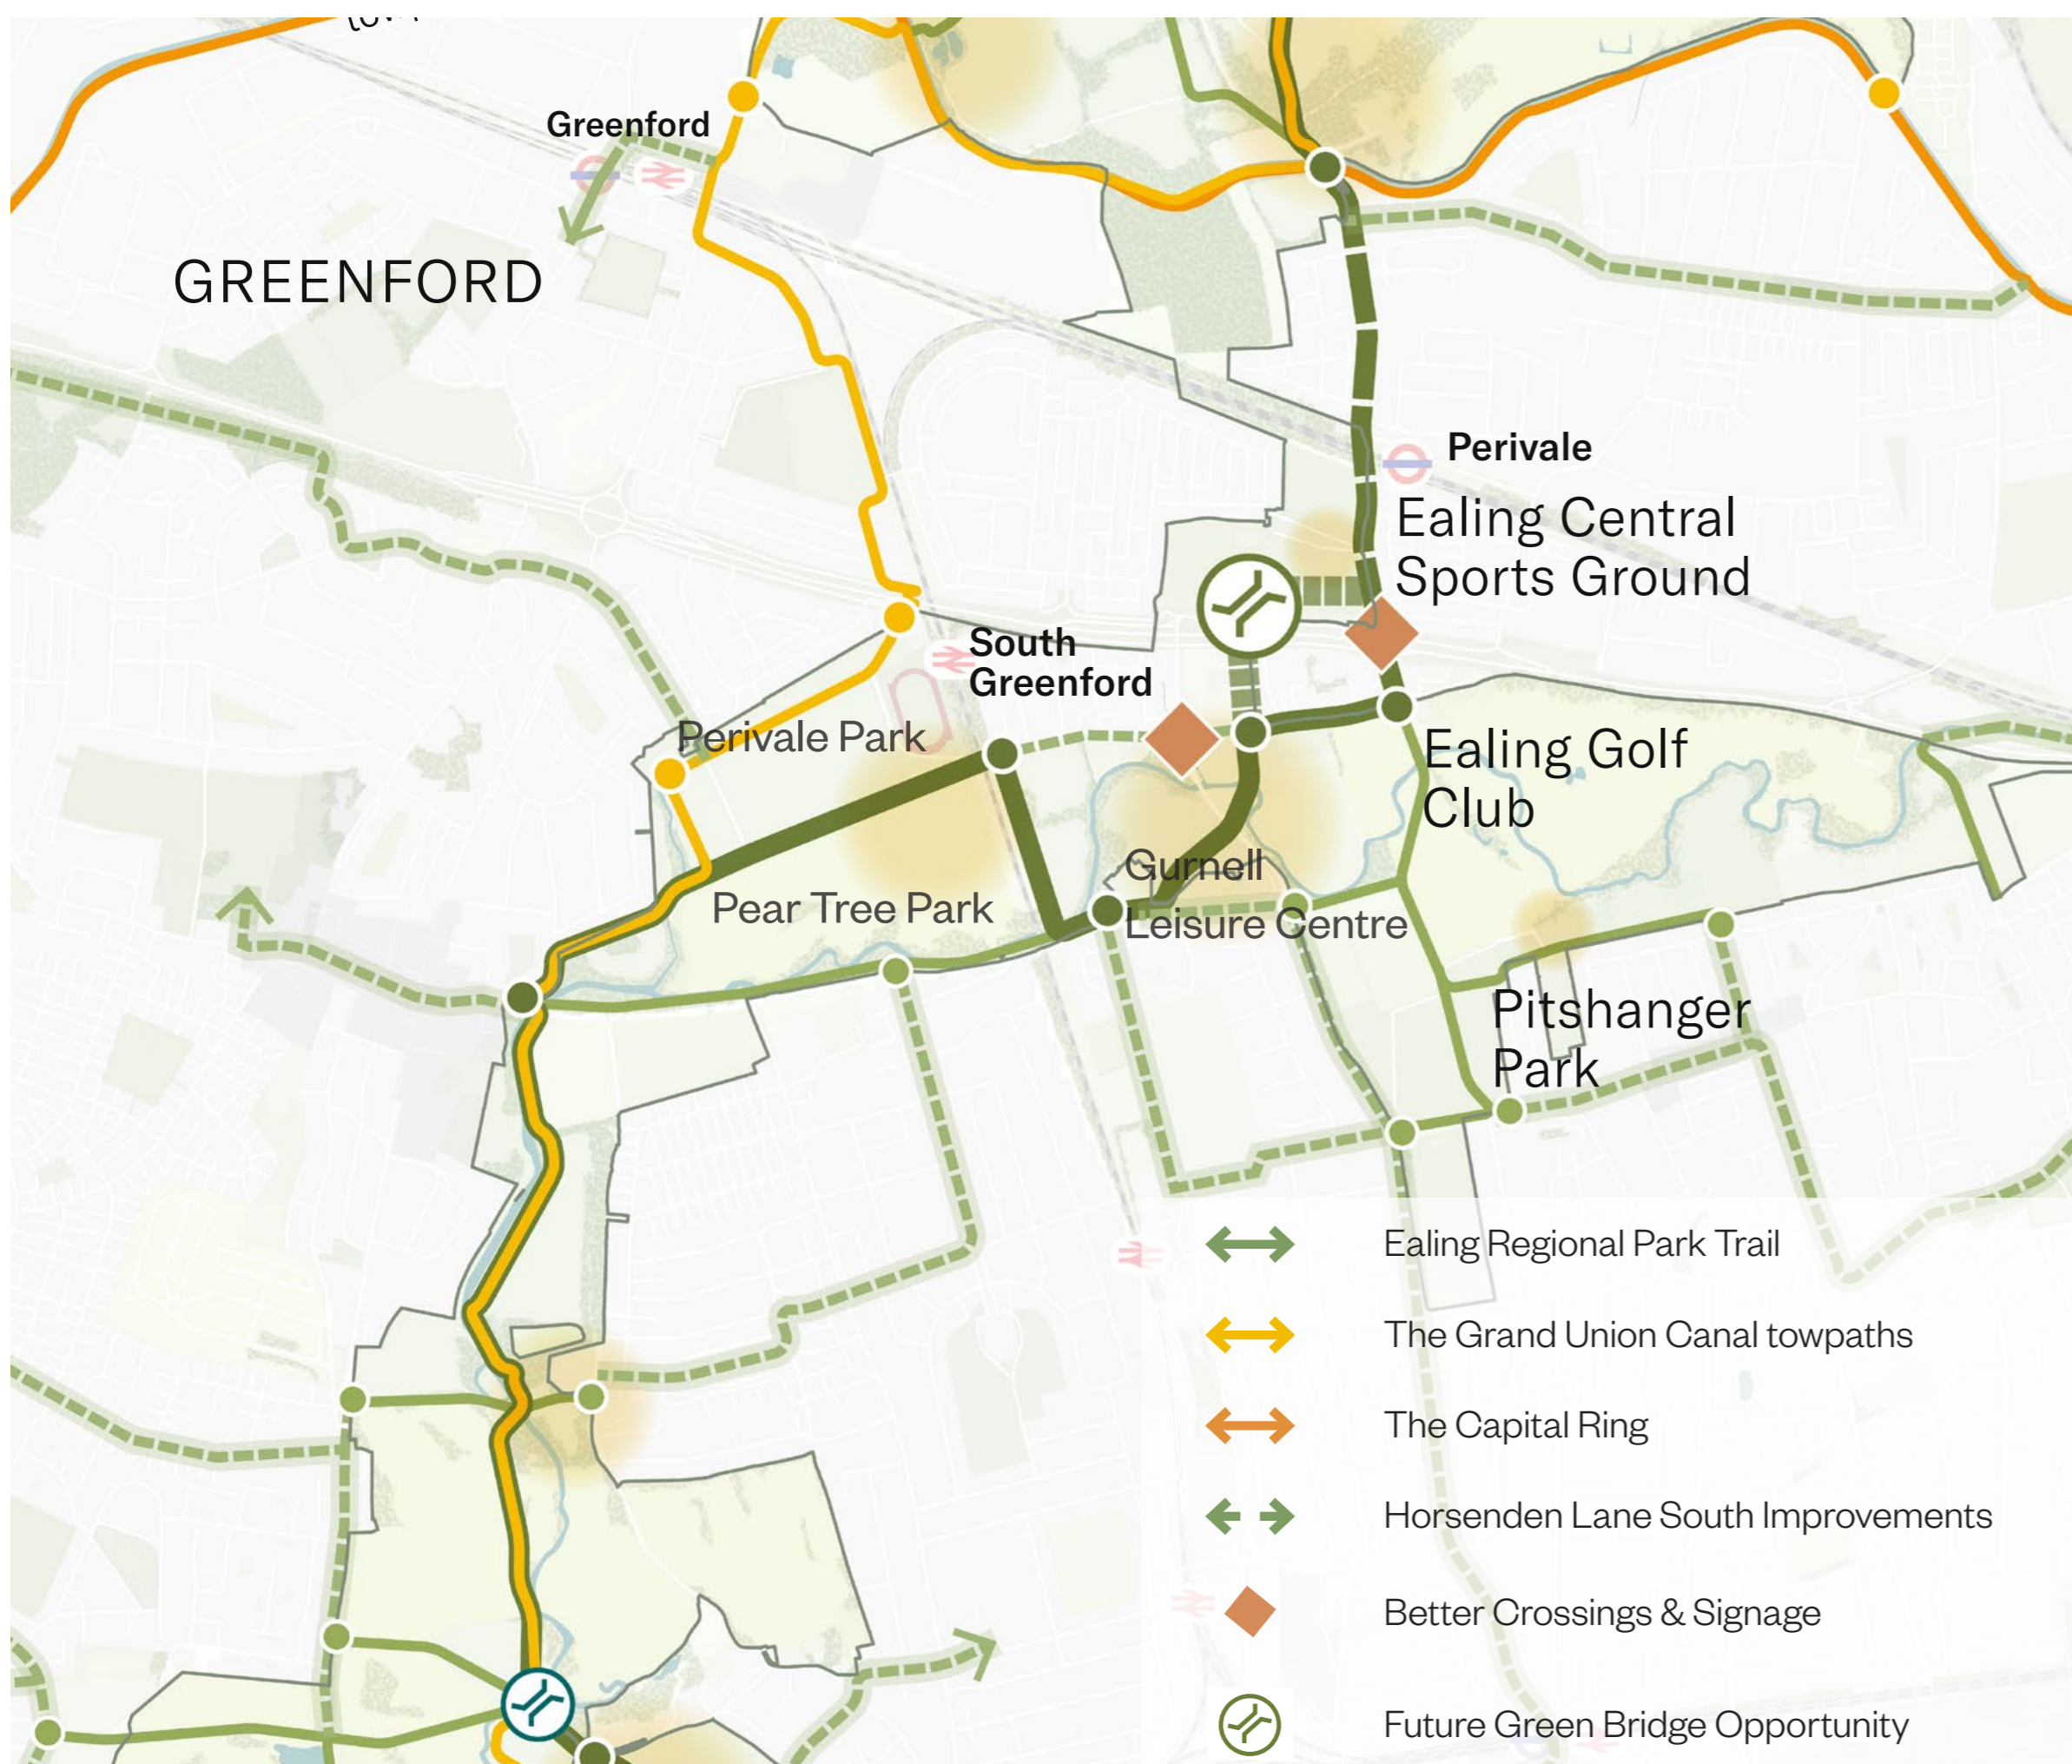 Greenford
GREENFORD
Perivale
Ealing Central
Sports Ground
South
Greenford
Perivale Park
Ealing Golf
Club
Gurnell
Leisure Centre
Pear Tree Park
Pitshanger
Park
Ealing Regional Park Trail
The Grand Union Canal towpaths
The Capital Ring
Horsenden Lane South Improvements
Better Crossings & Signage
Future Green Bridge Opportunity